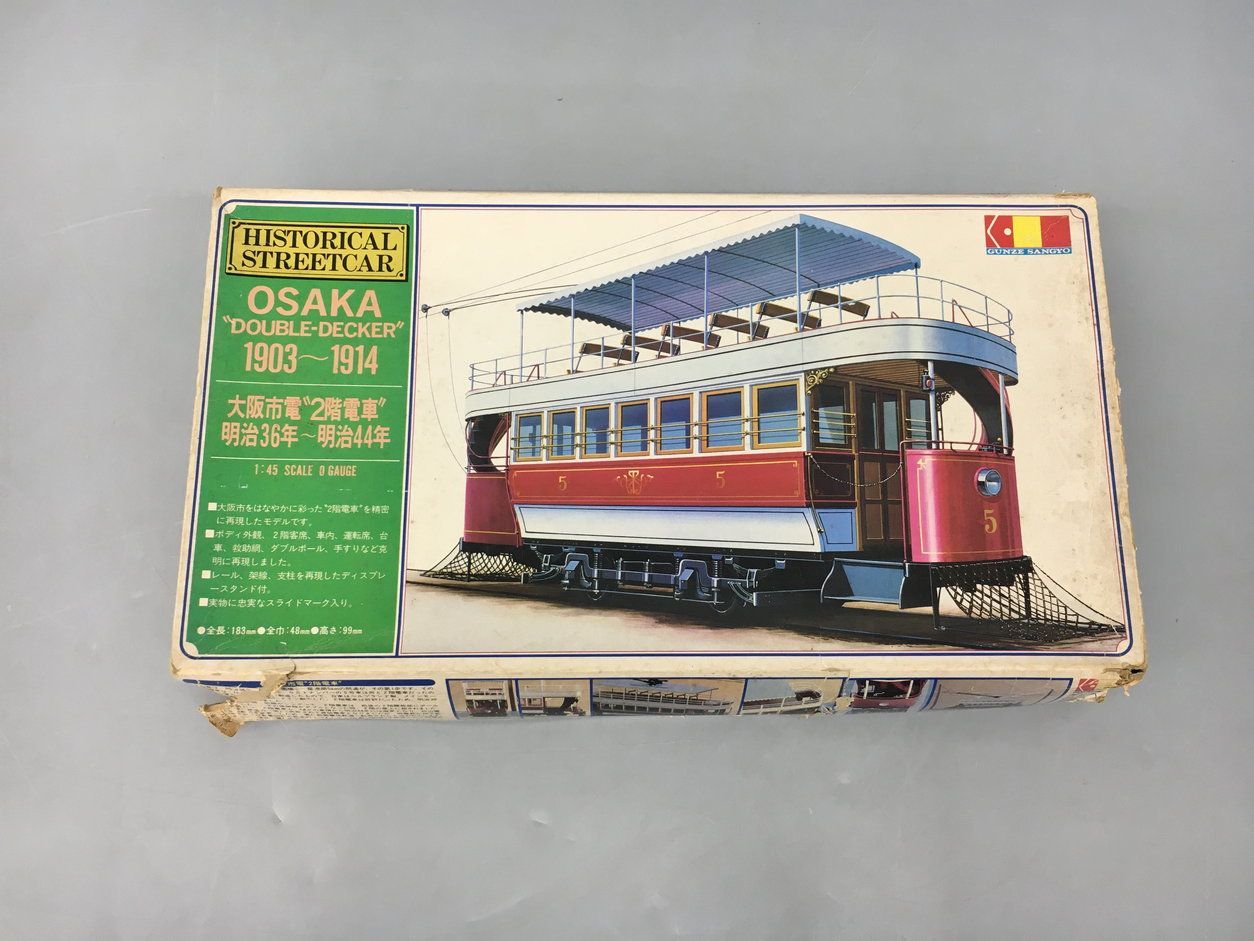 HISTORICAL
STREETCAR
OSAKA
"DOUBLE-DECKER"
1903～1914
大阪市電"2階電車"
明治36年～明治44年
1:45 SCALE O GAUGE
■大阪市をはなやかに彩った"2階電車"を精密
に再現したモデルです。
■ボディ外観、2階客席、車内、運転席、台
車、救助網、ダブルポール、手すりなど克
明に再現しました。
■レール、架線、支柱を再現したディスプレ
ースタンド付。
■実物に忠実なスライドマーク入り。
●全長:183mm●全巾:48mm●高さ:99mm
GUNZE SANGYO
5
5
5
市電"2階電車"